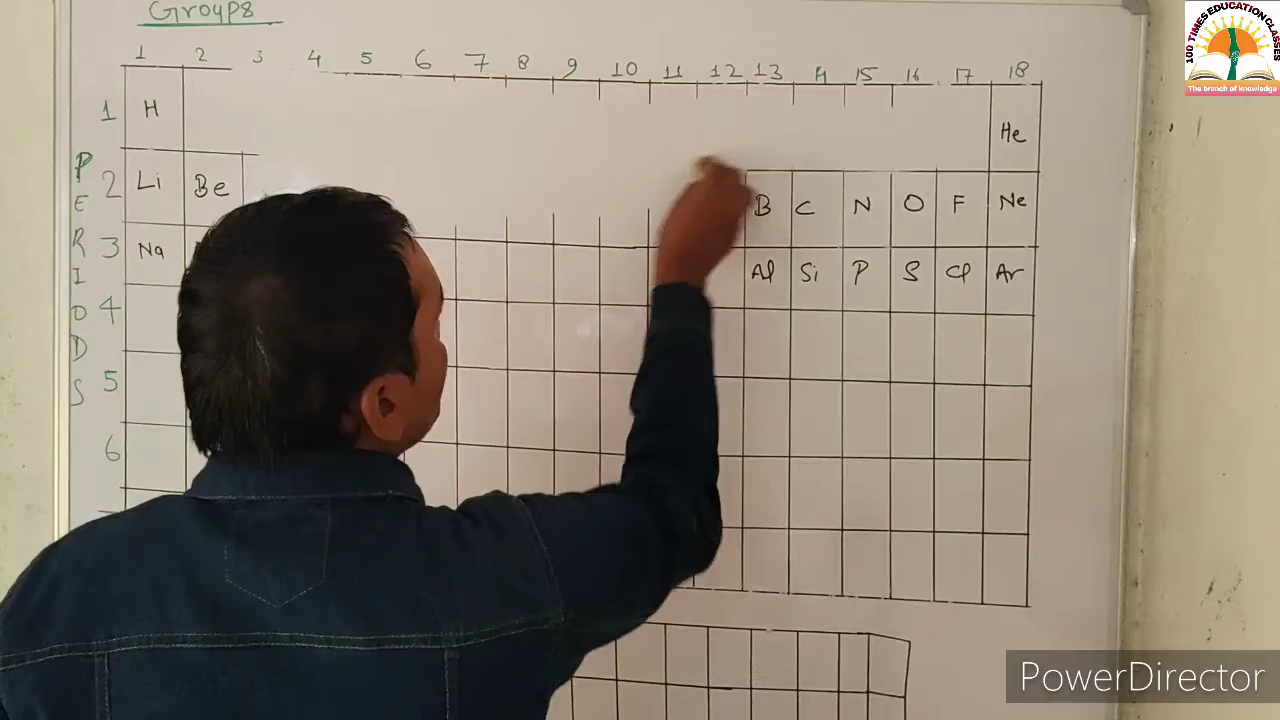 Groups
1 2 3 4 5 6 7 8 9 10 11 12 13 14 15 16 17 18
1 H He
PERIODS
2 Li Be B C N O F Ne
3 Na Al Si P S Cl Ar
4
5
6
100 TIMES EDUCATION CLASSES
The branch of knowledge
PowerDirector